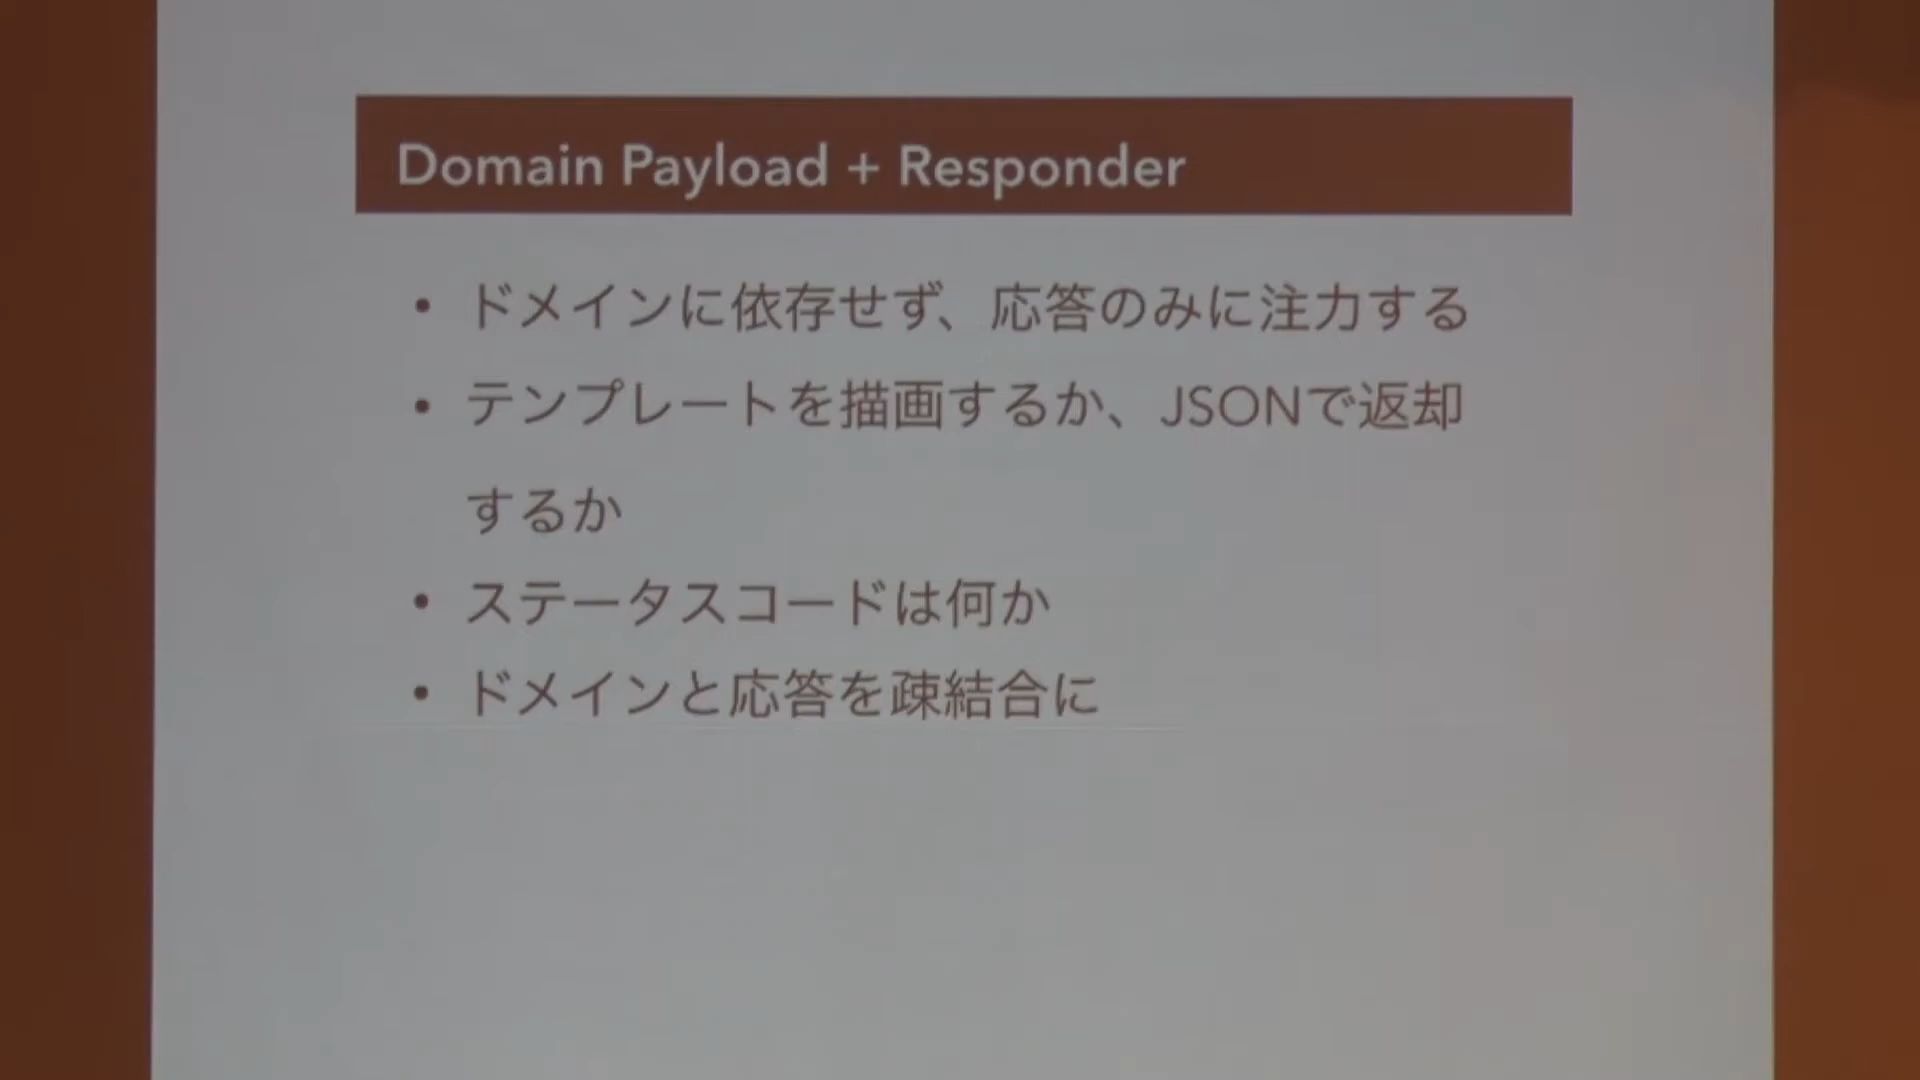 Domain Payload + Responder
• ドメインに依存せず、応答のみに注力する
• テンプレートを描画するか、JSONで返却
するか
• ステータスコードは何か
• ドメインと応答を疎結合に